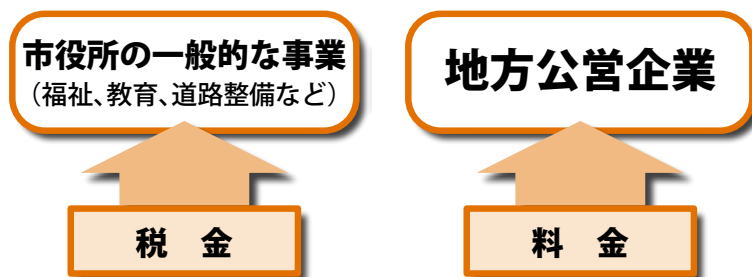 市役所の一般的な事業
（福祉、教育、道路整備など）
税　金
地方公営企業
料　金